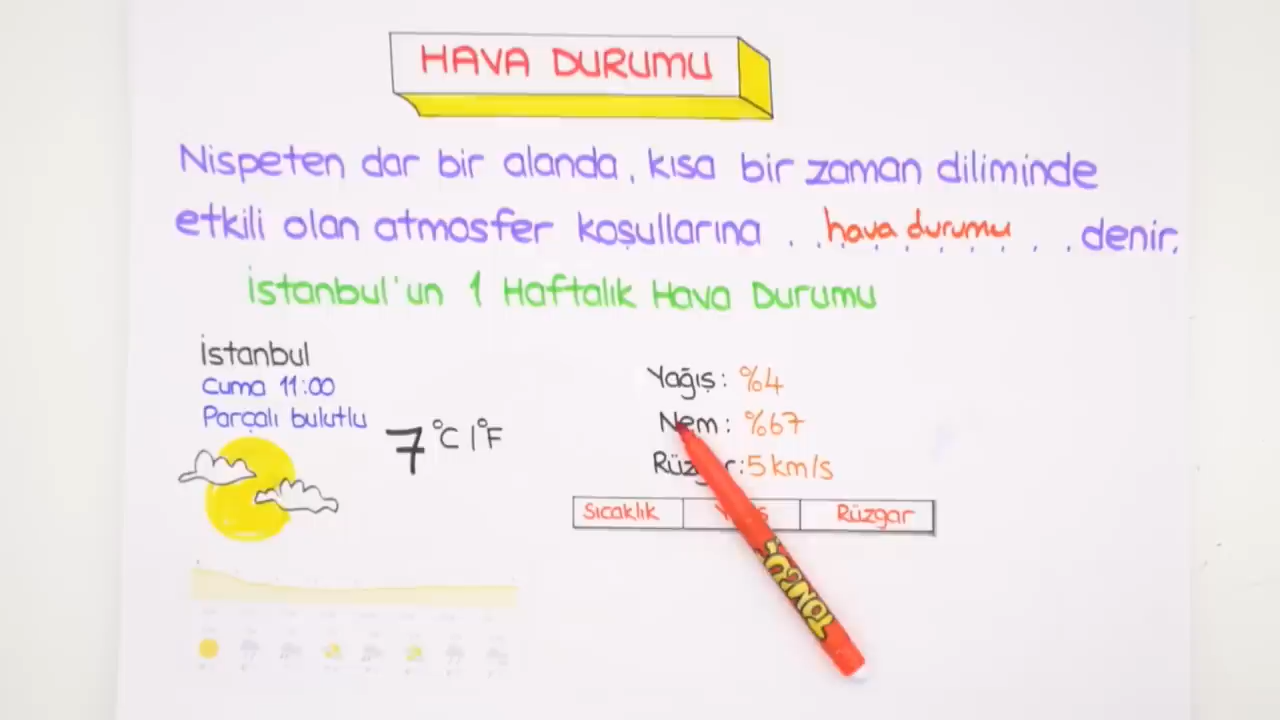 HAVA DURUMU
Nispeten dar bir alanda, kısa bir zaman diliminde
etkili olan atmosfer koşullarına . . hava durumu . . denir.
İstanbul'un 1 Haftalık Hava Durumu
İstanbul
Cuma 11:00
Parçalı bulutlu
7 °C | °F
Yağış: %4
Nem: %67
Rüzgar: 5 km/s
Sıcaklık Rüzgar
TONGUÇ